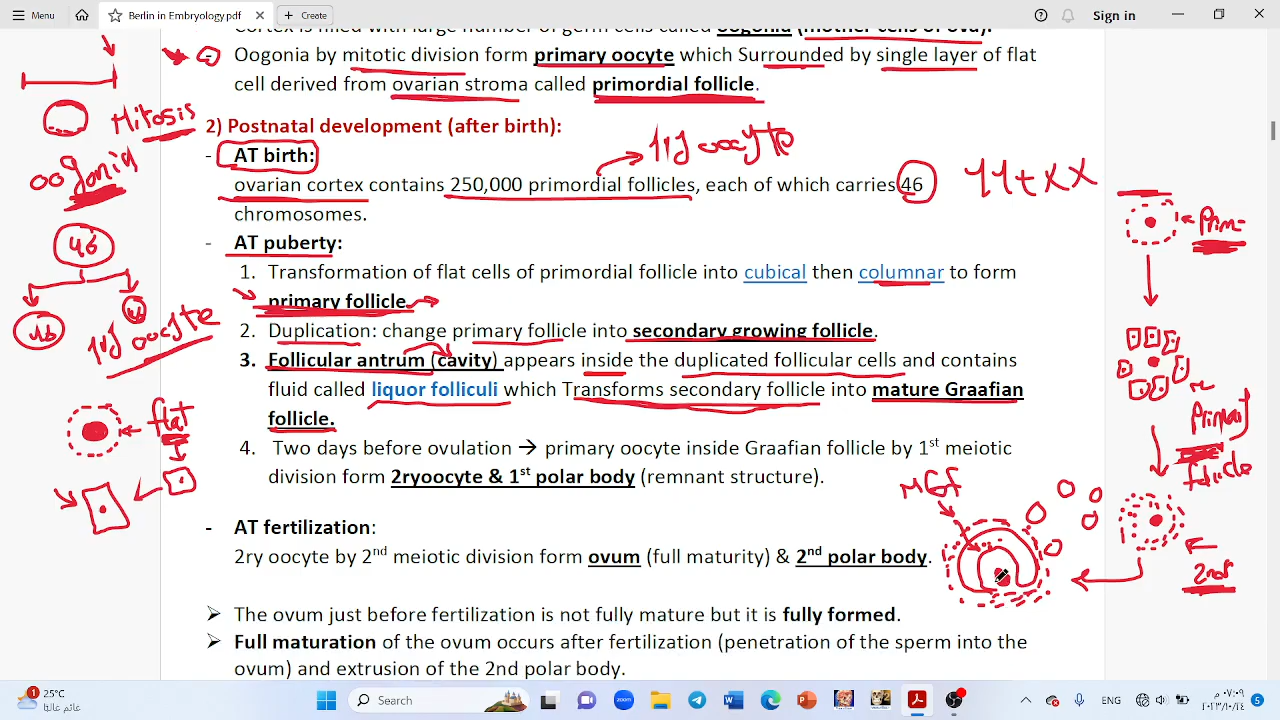 Menu
Berlin in Embryology.pdf
Create
Sign in
Cortex is filled with large number of germ cells called oogonia (mother cells of ova).
- Oogonia by mitotic division form primary oocyte which Surrounded by single layer of flat
cell derived from ovarian stroma called primordial follicle.
Mitosis
oogonia
2) Postnatal development (after birth):
- AT birth:
1ry oocyte
ovarian cortex contains 250,000 primordial follicles, each of which carries 46
chromosomes.
44+XX
Prim-
46
46
1ry oocyte
- AT puberty:
1. Transformation of flat cells of primordial follicle into cubical then columnar to form
primary follicle.
2. Duplication: change primary follicle into secondary growing follicle.
3. Follicular antrum (cavity) appears inside the duplicated follicular cells and contains
fluid called liquor folliculi which Transforms secondary follicle into mature Graafian
follicle.
flat
Primary
follicle
4. Two days before ovulation → primary oocyte inside Graafian follicle by 1st meiotic
division form 2ryoocyte & 1st polar body (remnant structure).
MGF
- AT fertilization:
2ry oocyte by 2nd meiotic division form ovum (full maturity) & 2nd polar body.
➢ The ovum just before fertilization is not fully mature but it is fully formed.
➢ Full maturation of the ovum occurs after fertilization (penetration of the sperm into the
ovum) and extrusion of the 2nd polar body.
1
25°C
غائم غالبا
Search
zoom
ENG
5